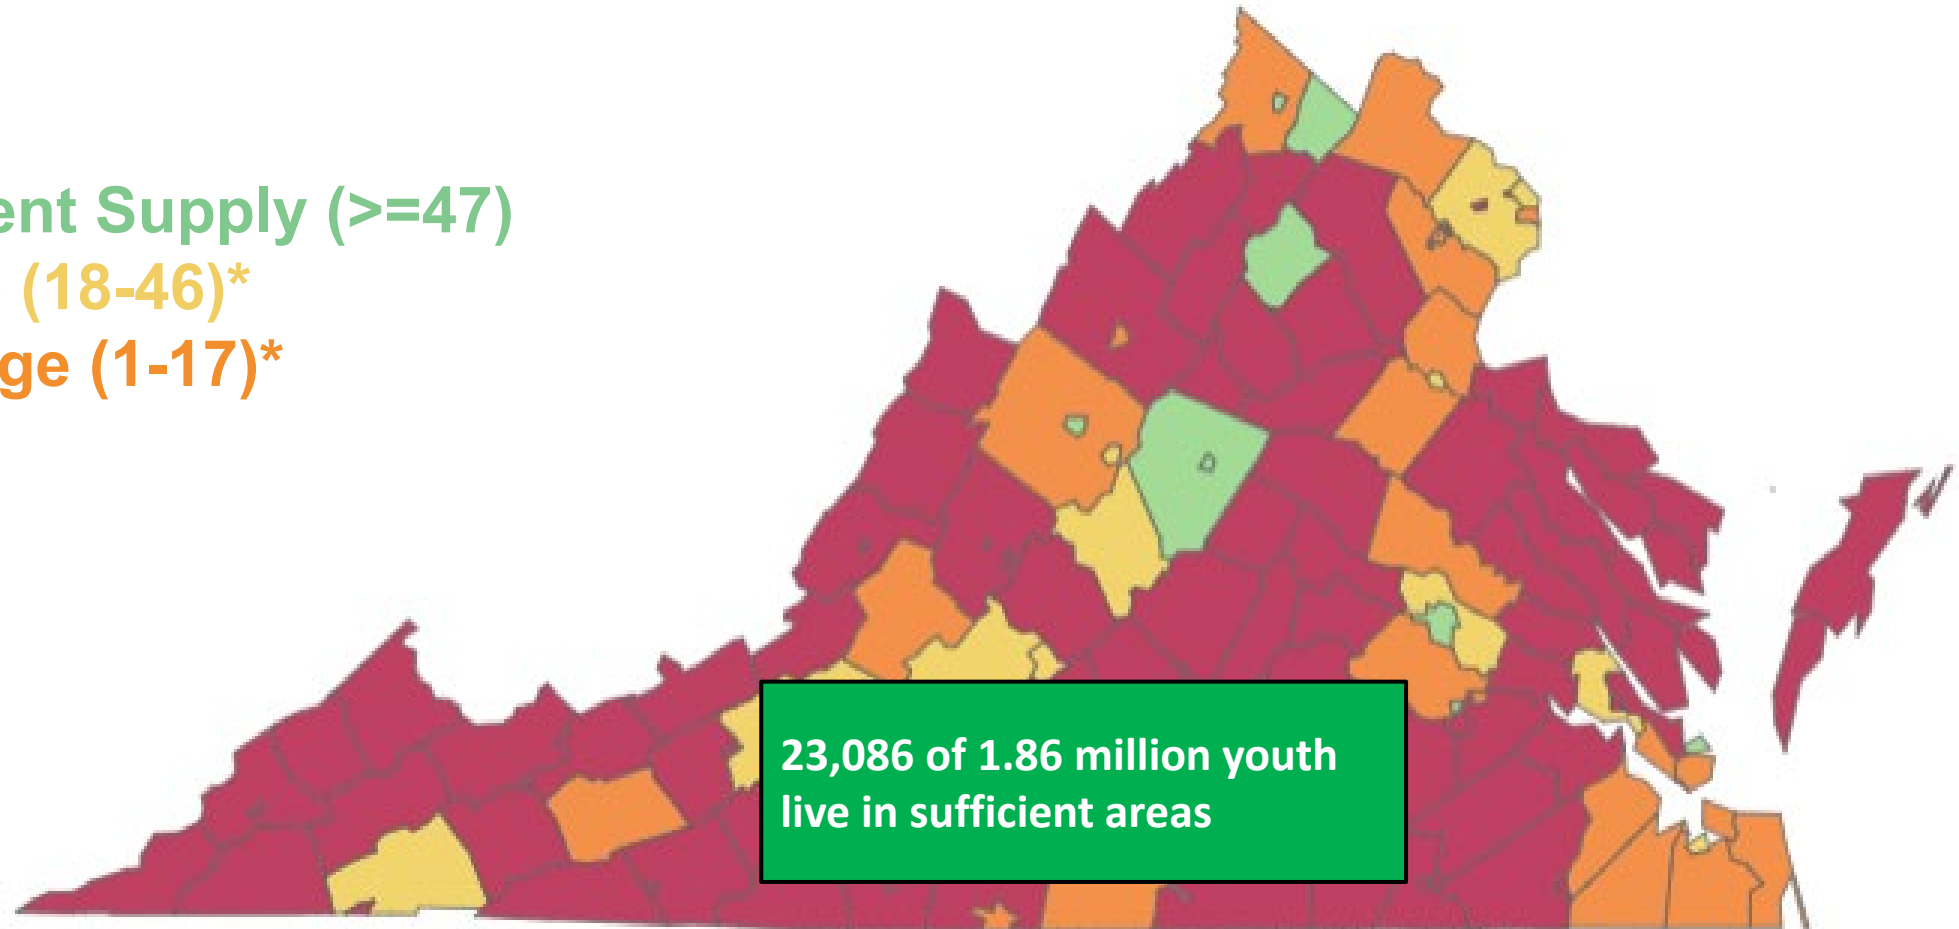 ent Supply (>=47)
(18-46)*
ge (1-17)*
23,086 of 1.86 million youth
live in sufficient areas